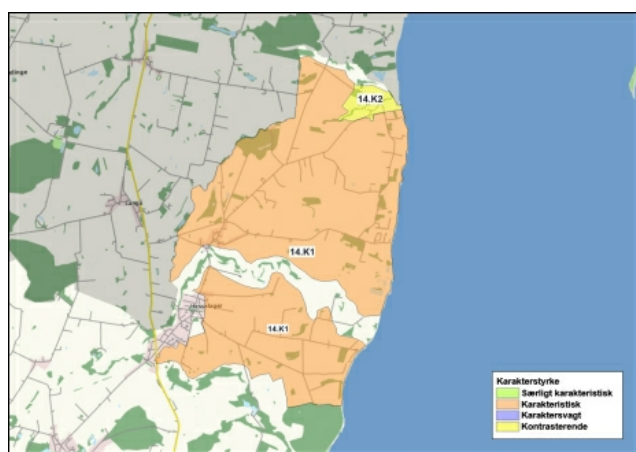 14.K2
14.K1
14.K1
Karakterstyrke
Særligt karakteristisk
Karakteristisk
Karaktersvagt
Kontrasterende